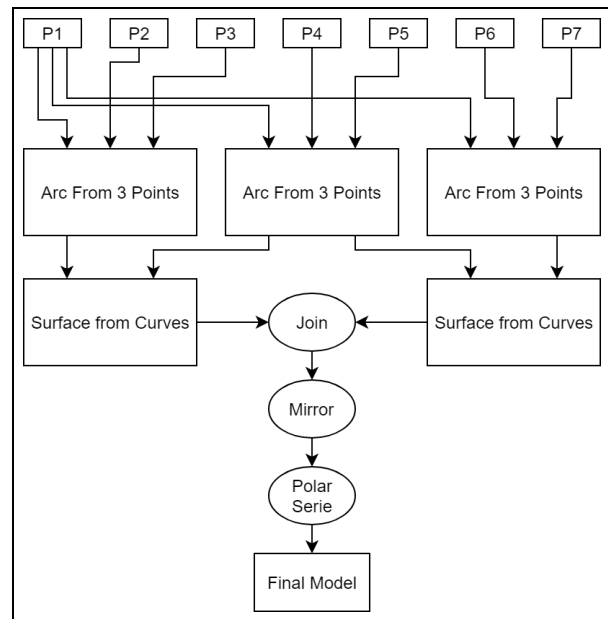 P1
P2
P3
P4
P5
P6
P7
Arc From 3 Points
Arc From 3 Points
Arc From 3 Points
Surface from Curves
Join
Surface from Curves
Mirror
Polar
Serie
Final Model